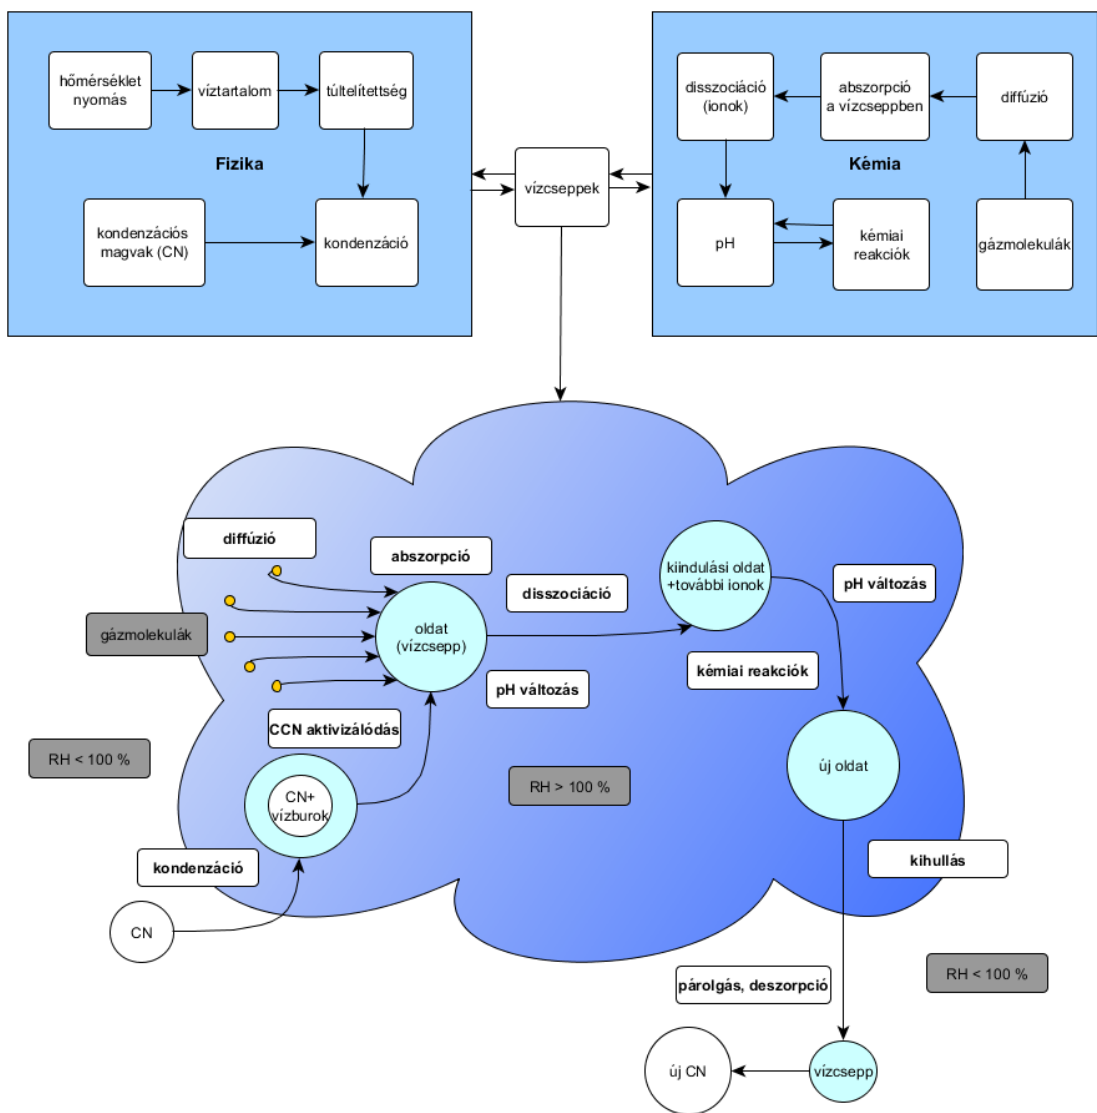 hőmérséklet
nyomás
víztartalom
túltelítettség
Fizika
kondenzációs
magvak (CN)
kondenzáció
vízcseppek
disszociáció
(ionok)
abszorpció
a vízcseppben
diffúzió
Kémia
pH
kémiai
reakciók
gázmolekulák
diffúzió
abszorpció
gázmolekulák
oldat
(vízcsepp)
disszociáció
kiindulási oldat
+további ionok
pH változás
pH változás
kémiai reakciók
CCN aktivizálódás
RH < 100 %
RH > 100 %
új oldat
CN+
vízburok
kondenzáció
kihullás
CN
RH < 100 %
párolgás, deszorpció
új CN
vízcsepp